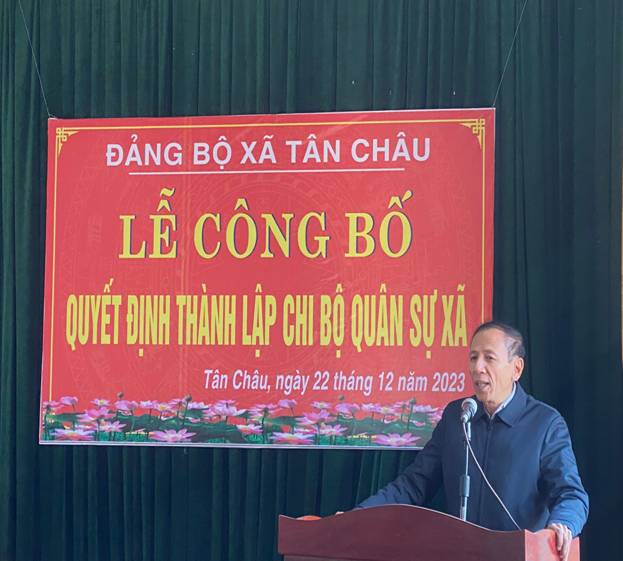 ĐẢNG BỘ XÃ TÂN CHÂU
LỄ CÔNG BỐ
QUYẾT ĐỊNH THÀNH LẬP CHI BỘ QUÂN SỰ XÃ
Tân Châu, ngày 22 tháng 12 năm 2023